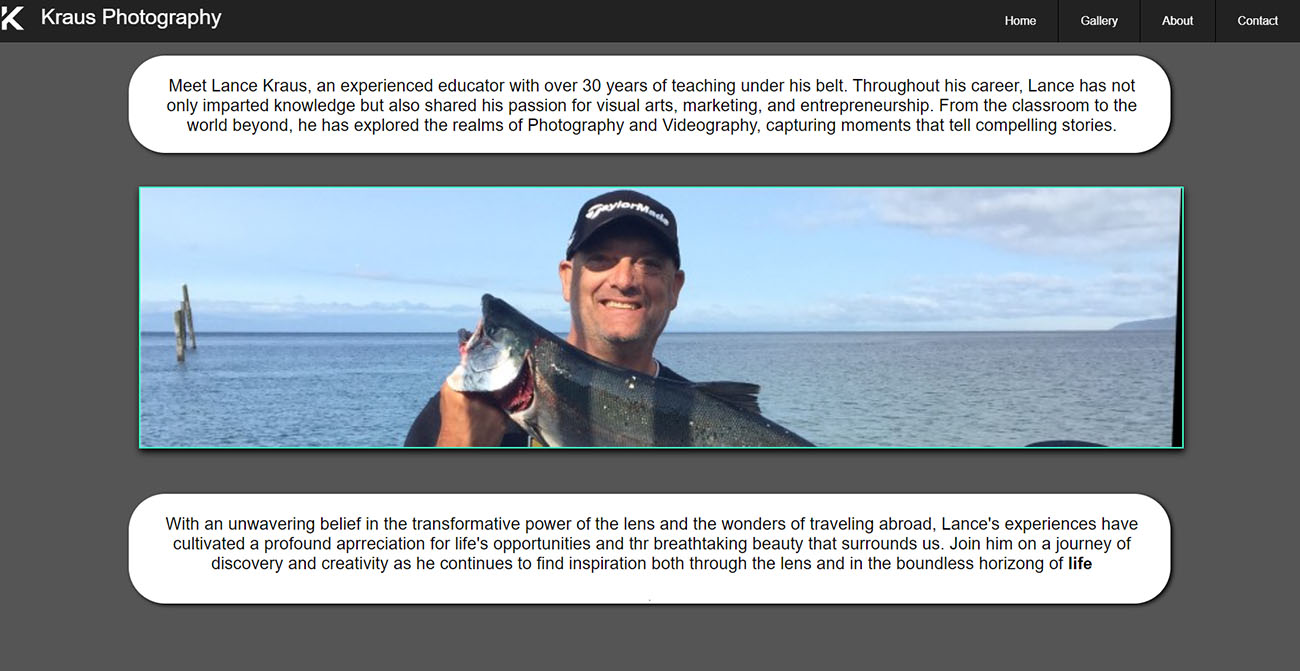 K Kraus Photography
Home Gallery About Contact
Meet Lance Kraus, an experienced educator with over 30 years of teaching under his belt. Throughout his career, Lance has not
only imparted knowledge but also shared his passion for visual arts, marketing, and entrepreneurship. From the classroom to the
world beyond, he has explored the realms of Photography and Videography, capturing moments that tell compelling stories.
TaylorMade
With an unwavering belief in the transformative power of the lens and the wonders of traveling abroad, Lance's experiences have
cultivated a profound aprreciation for life's opportunities and thr breathtaking beauty that surrounds us. Join him on a journey of
discovery and creativity as he continues to find inspiration both through the lens and in the boundless horizong of life
.